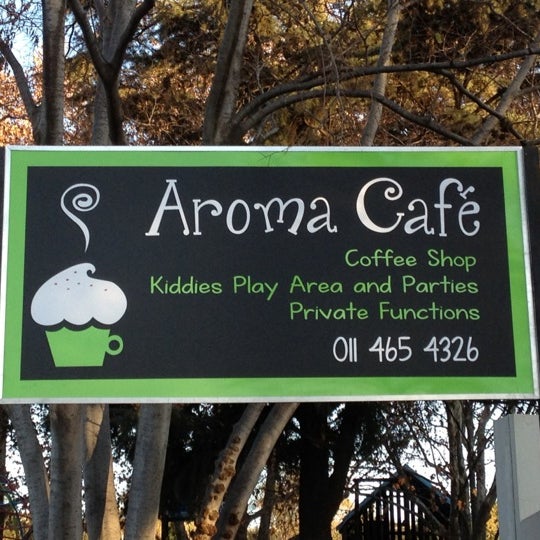 Aroma Café
Coffee Shop
Kiddies Play Area and Parties
Private Functions
011 465 4326